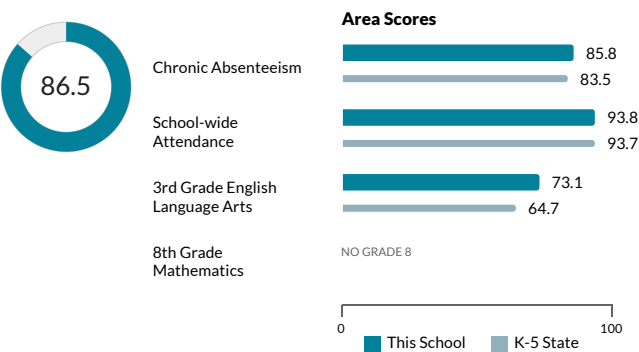 Area Scores
86.5
Chronic Absenteeism
85.8
83.5
School-wide
Attendance
93.8
93.7
3rd Grade English
Language Arts
73.1
64.7
8th Grade
Mathematics
NO GRADE 8
0 100
This School K-5 State